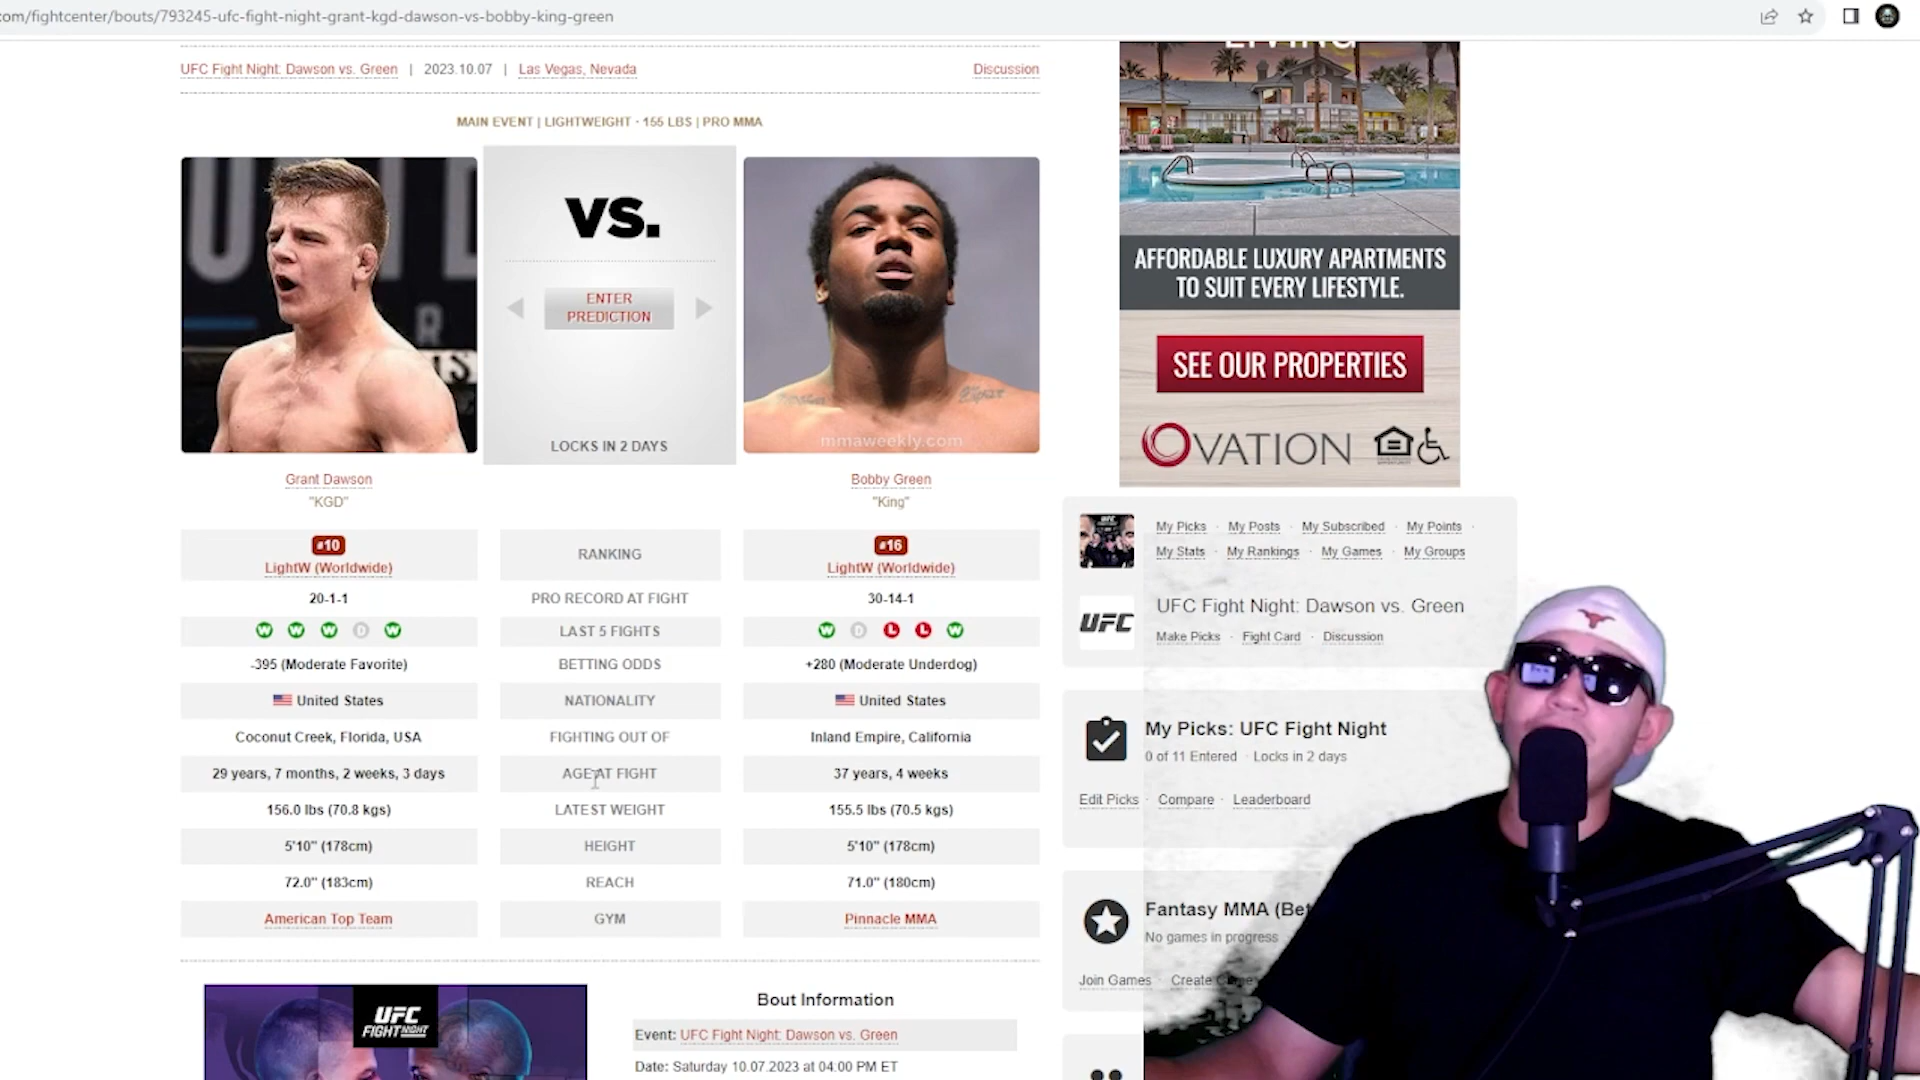 com/fightcenter/bouts/793245-ufc-fight-night-grant-kgd-dawson-vs-bobby-king-green
UFC Fight Night: Dawson vs. Green | 2023.10.07 | Las Vegas, Nevada
Discussion
MAIN EVENT | LIGHTWEIGHT · 155 LBS | PRO MMA
VS.
ENTER
PREDICTION
LOCKS IN 2 DAYS
mmaweekly.com
Grant Dawson
"KGD"
Bobby Green
"King"
#10
LightW (Worldwide)
RANKING
#16
LightW (Worldwide)
20-1-1 PRO RECORD AT FIGHT 30-14-1
W W W D W LAST 5 FIGHTS W D L L W
-395 (Moderate Favorite) BETTING ODDS +280 (Moderate Underdog)
United States NATIONALITY United States
Coconut Creek, Florida, USA FIGHTING OUT OF Inland Empire, California
29 years, 7 months, 2 weeks, 3 days AGE AT FIGHT 37 years, 4 weeks
156.0 lbs (70.8 kgs) LATEST WEIGHT 155.5 lbs (70.5 kgs)
5'10" (178cm) HEIGHT 5'10" (178cm)
72.0" (183cm) REACH 71.0" (180cm)
American Top Team GYM Pinnacle MMA
UFC
FIGHT NIGHT
Bout Information
Event: UFC Fight Night: Dawson vs. Green
Date: Saturday 10.07.2023 at 04:00 PM ET
LIVING
AFFORDABLE LUXURY APARTMENTS
TO SUIT EVERY LIFESTYLE.
SEE OUR PROPERTIES
OVATION
My Picks · My Posts · My Subscribed · My Points ·
My Stats · My Rankings · My Games · My Groups
UFC
UFC Fight Night: Dawson vs. Green
Make Picks · Fight Card · Discussion
My Picks: UFC Fight Night
0 of 11 Entered · Locks in 2 days
Edit Picks · Compare · Leaderboard
Fantasy MMA (Bet
No games in progress
Join Games · Create